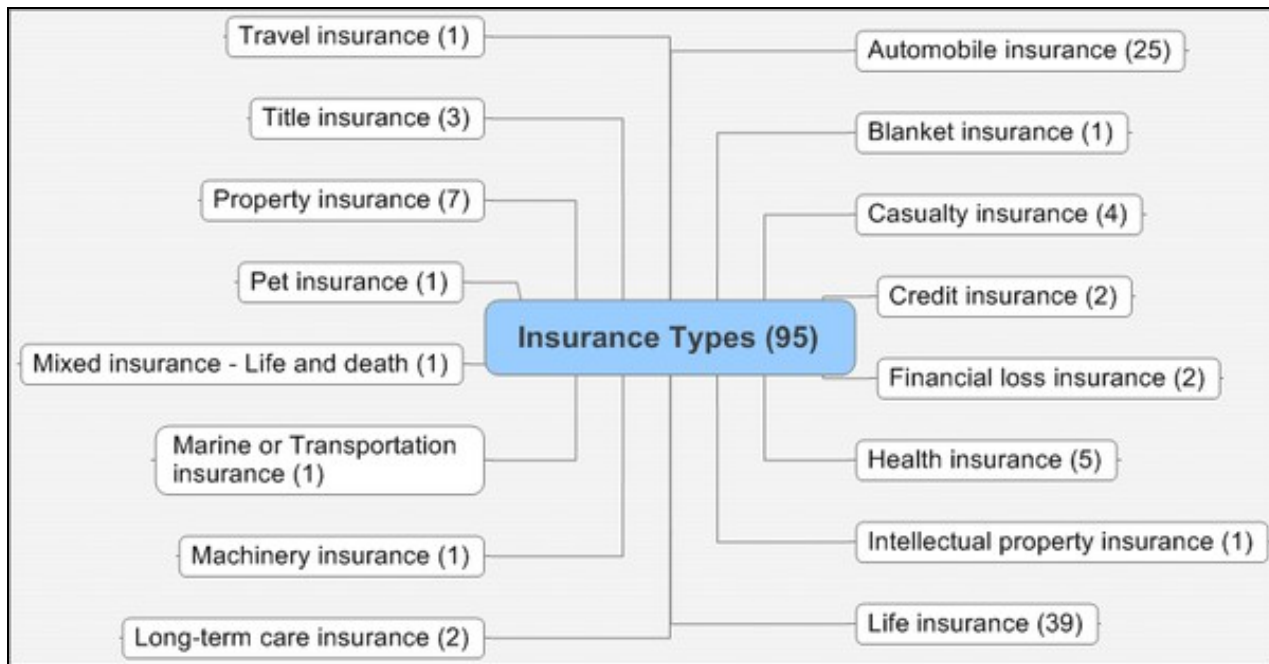 Travel insurance (1)
Title insurance (3)
Property insurance (7)
Pet insurance (1)
Mixed insurance - Life and death (1)
Marine or Transportation
insurance (1)
Machinery insurance (1)
Long-term care insurance (2)
Insurance Types (95)
Automobile insurance (25)
Blanket insurance (1)
Casualty insurance (4)
Credit insurance (2)
Financial loss insurance (2)
Health insurance (5)
Intellectual property insurance (1)
Life insurance (39)